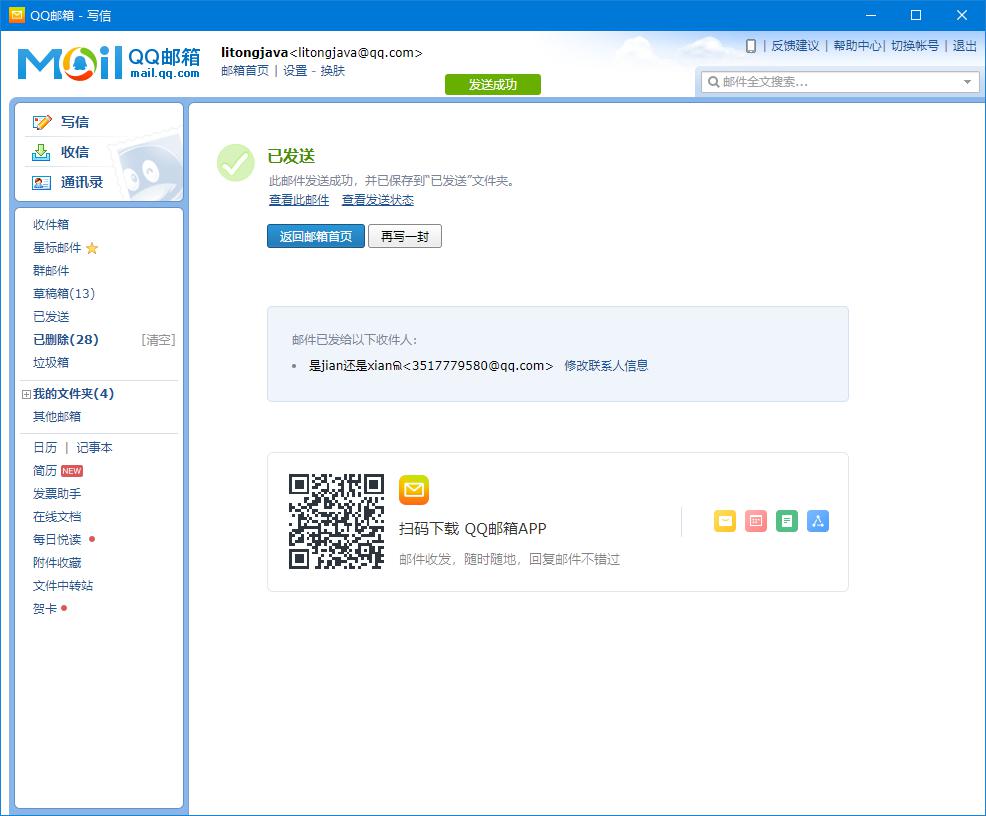 QQ邮箱 - 写信
Mail QQ邮箱
mail.qq.com
litongjava<litongjava@qq.com>
邮箱首页 | 设置 - 换肤
| 反馈建议 | 帮助中心 | 切换帐号 | 退出
发送成功
邮件全文搜索...
写信
收信
通讯录
收件箱
星标邮件
群邮件
草稿箱(13)
已发送
已删除(28) [清空]
垃圾箱
我的文件夹(4)
其他邮箱
日历 | 记事本
简历 NEW
发票助手
在线文档
每日悦读
附件收藏
文件中转站
贺卡
已发送
此邮件发送成功，并已保存到“已发送”文件夹。
查看此邮件 查看发送状态
返回邮箱首页 再写一封
邮件已发给以下收件人：
• 是jian还是xian<3517779580@qq.com> 修改联系人信息
扫码下载 QQ邮箱APP
邮件收发，随时随地，回复邮件不错过